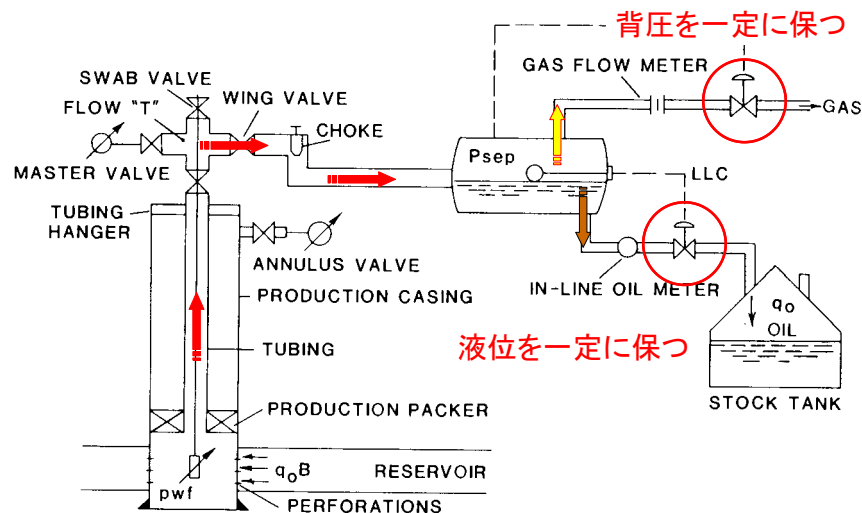 背圧を一定に保つ
GAS FLOW METER
GAS
SWAB VALVE
FLOW "T"
WING VALVE
CHOKE
MASTER VALVE
Psep
LLC
TUBING
HANGER
ANNULUS VALVE
IN-LINE OIL METER
PRODUCTION CASING
qo
OIL
液位を一定に保つ
TUBING
STOCK TANK
PRODUCTION PACKER
qoB
RESERVOIR
pwf
PERFORATIONS